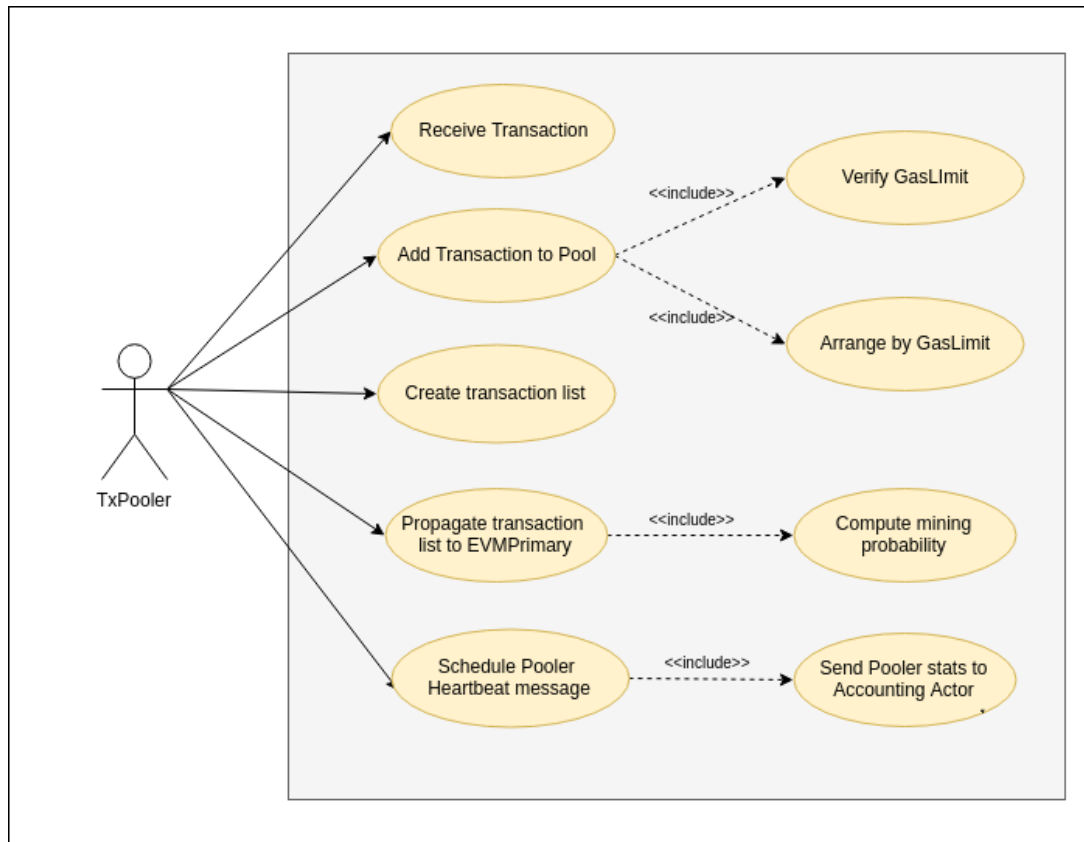 Receive Transaction
Verify GasLImit
<<include>>
Add Transaction to Pool
<<include>>
Arrange by GasLimit
Create transaction list
TxPooler
Propagate transaction
list to EVMPrimary
<<include>>
Compute mining
probability
Schedule Pooler
Heartbeat message
<<include>>
Send Pooler stats to
Accounting Actor